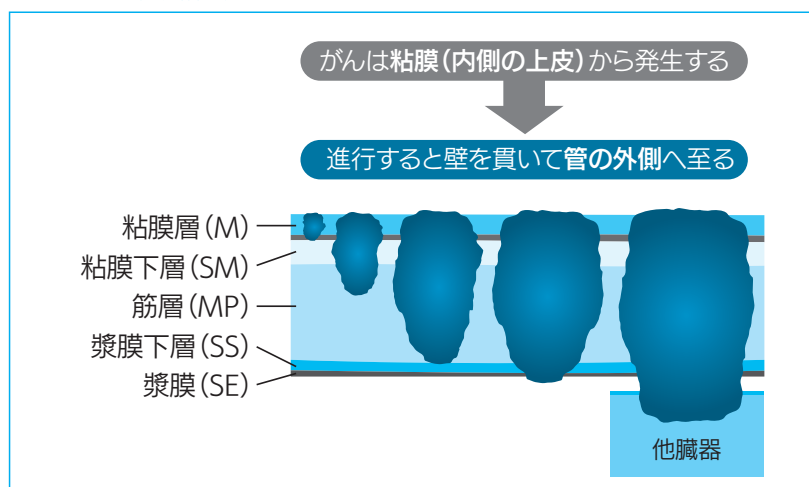 がんは粘膜(内側の上皮)から発生する
進行すると壁を貫いて管の外側へ至る
粘膜層(M)
粘膜下層(SM)
筋層(MP)
漿膜下層(SS)
漿膜(SE)
他臓器